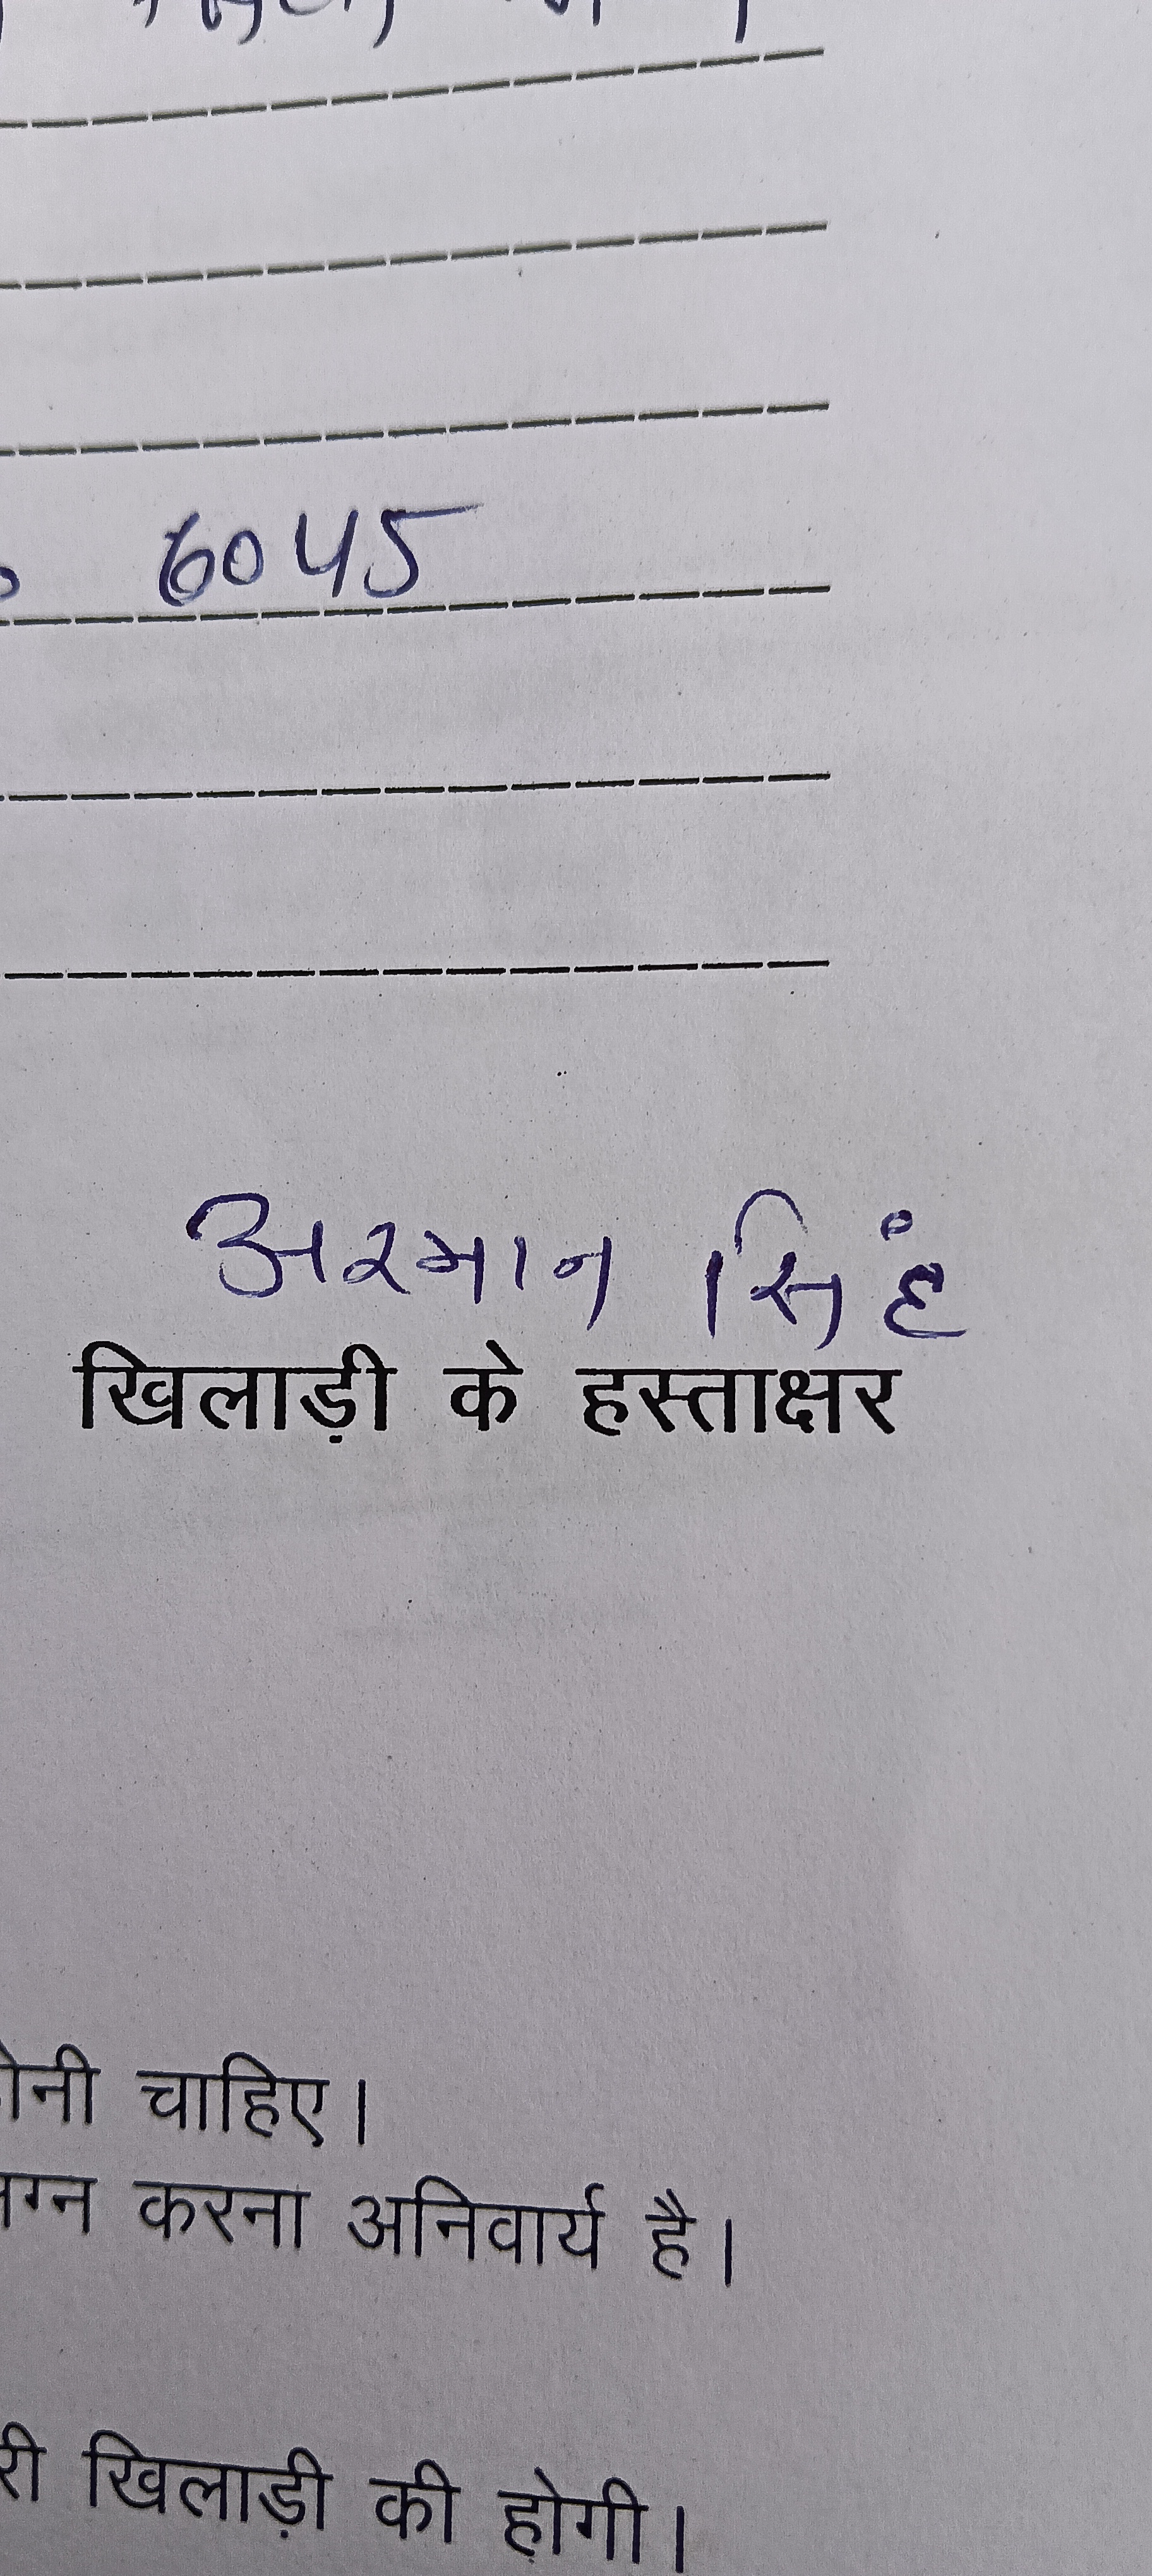 6045
अरमान सिंह
खिलाड़ी के हस्ताक्षर
चाहिए।
करना अनिवार्य है।
खिलाड़ी की होगी।